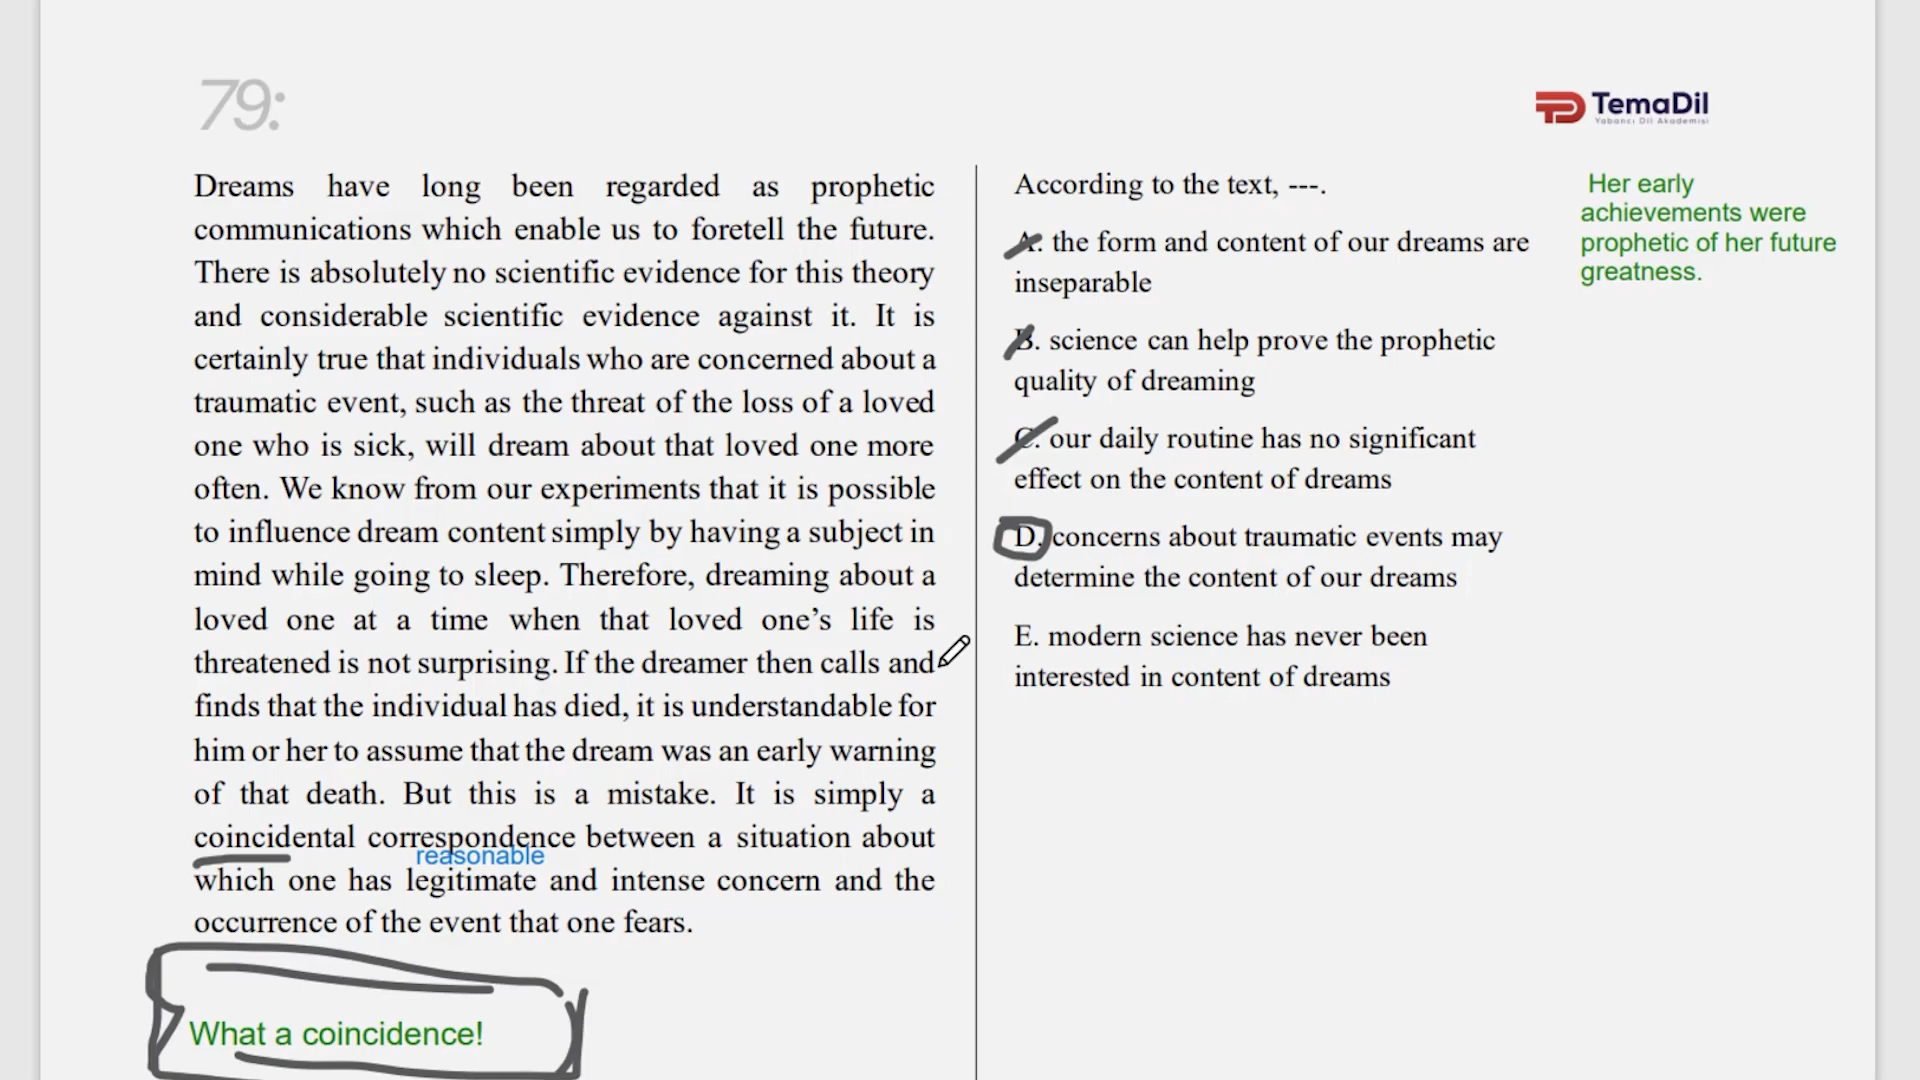 79:
TemaDil
Yabancı Dil Akademisi
Dreams have long been regarded as prophetic
communications which enable us to foretell the future.
There is absolutely no scientific evidence for this theory
and considerable scientific evidence against it. It is
certainly true that individuals who are concerned about a
traumatic event, such as the threat of the loss of a loved
one who is sick, will dream about that loved one more
often. We know from our experiments that it is possible
to influence dream content simply by having a subject in
mind while going to sleep. Therefore, dreaming about a
loved one at a time when that loved one’s life is
threatened is not surprising. If the dreamer then calls and
finds that the individual has died, it is understandable for
him or her to assume that the dream was an early warning
of that death. But this is a mistake. It is simply a
coincidental correspondence between a situation about
reasonable
which one has legitimate and intense concern and the
occurrence of the event that one fears.
What a coincidence!
According to the text, ---.
A. the form and content of our dreams are
inseparable
B. science can help prove the prophetic
quality of dreaming
C. our daily routine has no significant
effect on the content of dreams
D. concerns about traumatic events may
determine the content of our dreams
E. modern science has never been
interested in content of dreams
Her early
achievements were
prophetic of her future
greatness.